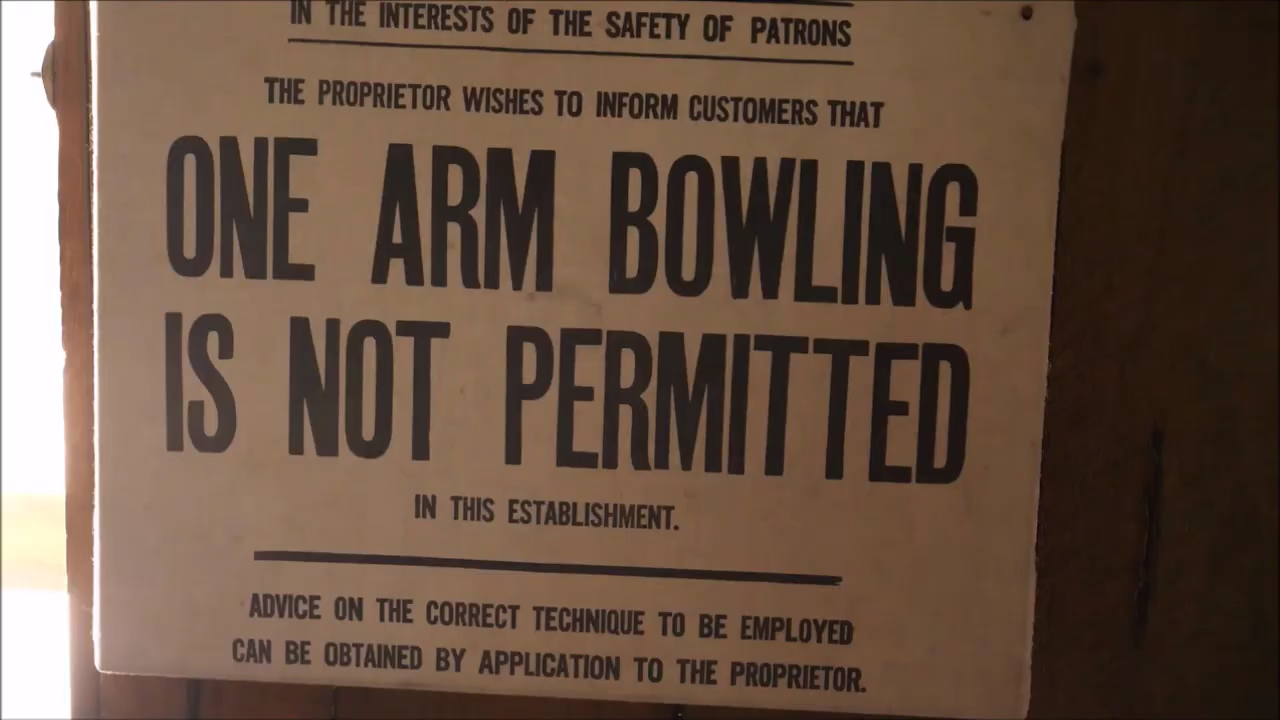 IN THE INTERESTS OF THE SAFETY OF PATRONS
THE PROPRIETOR WISHES TO INFORM CUSTOMERS THAT
ONE ARM BOWLING
IS NOT PERMITTED
IN THIS ESTABLISHMENT.
ADVICE ON THE CORRECT TECHNIQUE TO BE EMPLOYED
CAN BE OBTAINED BY APPLICATION TO THE PROPRIETOR.